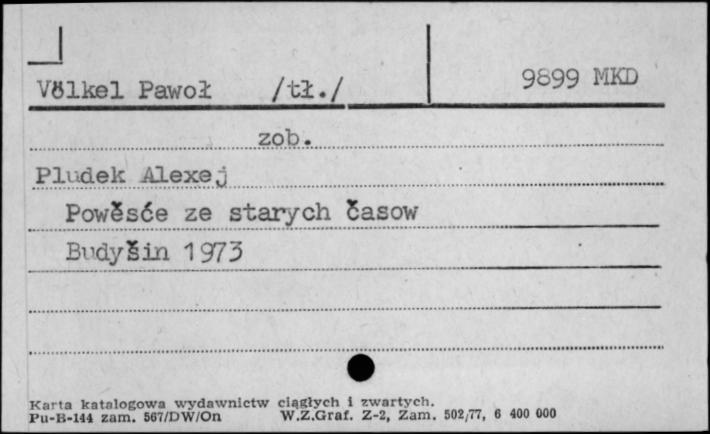 Völkel Pawoł /tł./ 9899 MKD
zob.
Pludek Alexej
Powěsće ze starych časow
Budyšin 1973
Karta katalogowa wydawnictw ciągłych i zwartych.
Pu-B-144 zam. 567/DW/On W.Z.Graf. Z-2, Zam. 502/77, 6 400 000